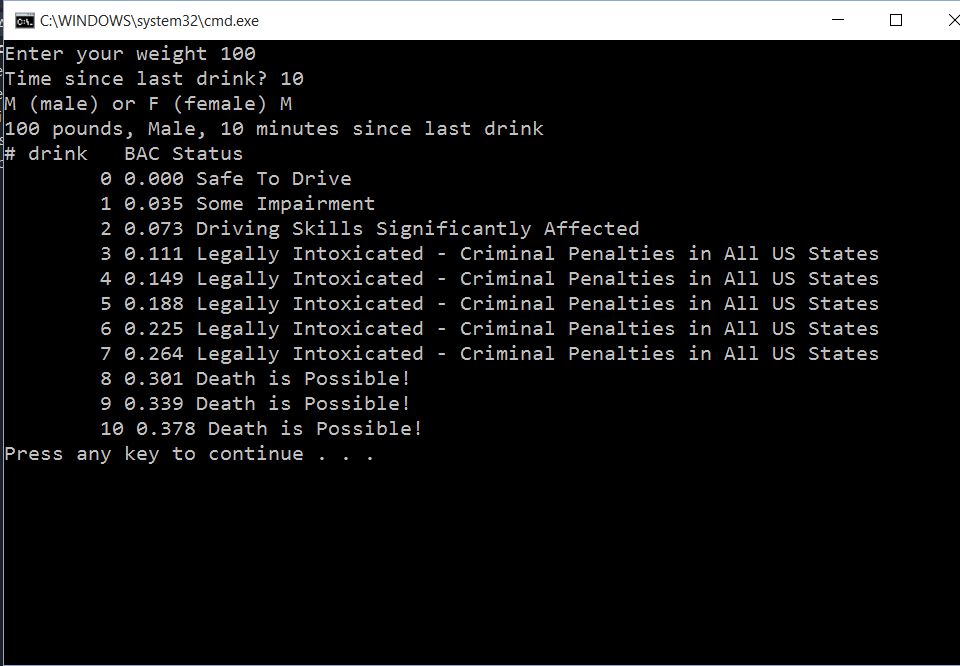 C:\WINDOWS\system32\cmd.exe
Enter your weight 100
Time since last drink? 10
M (male) or F (female) M
100 pounds, Male, 10 minutes since last drink
# drink   BAC Status
        0 0.000 Safe To Drive
        1 0.035 Some Impairment
        2 0.073 Driving Skills Significantly Affected
        3 0.111 Legally Intoxicated - Criminal Penalties in All US States
        4 0.149 Legally Intoxicated - Criminal Penalties in All US States
        5 0.188 Legally Intoxicated - Criminal Penalties in All US States
        6 0.225 Legally Intoxicated - Criminal Penalties in All US States
        7 0.264 Legally Intoxicated - Criminal Penalties in All US States
        8 0.301 Death is Possible!
        9 0.339 Death is Possible!
        10 0.378 Death is Possible!
Press any key to continue . . .